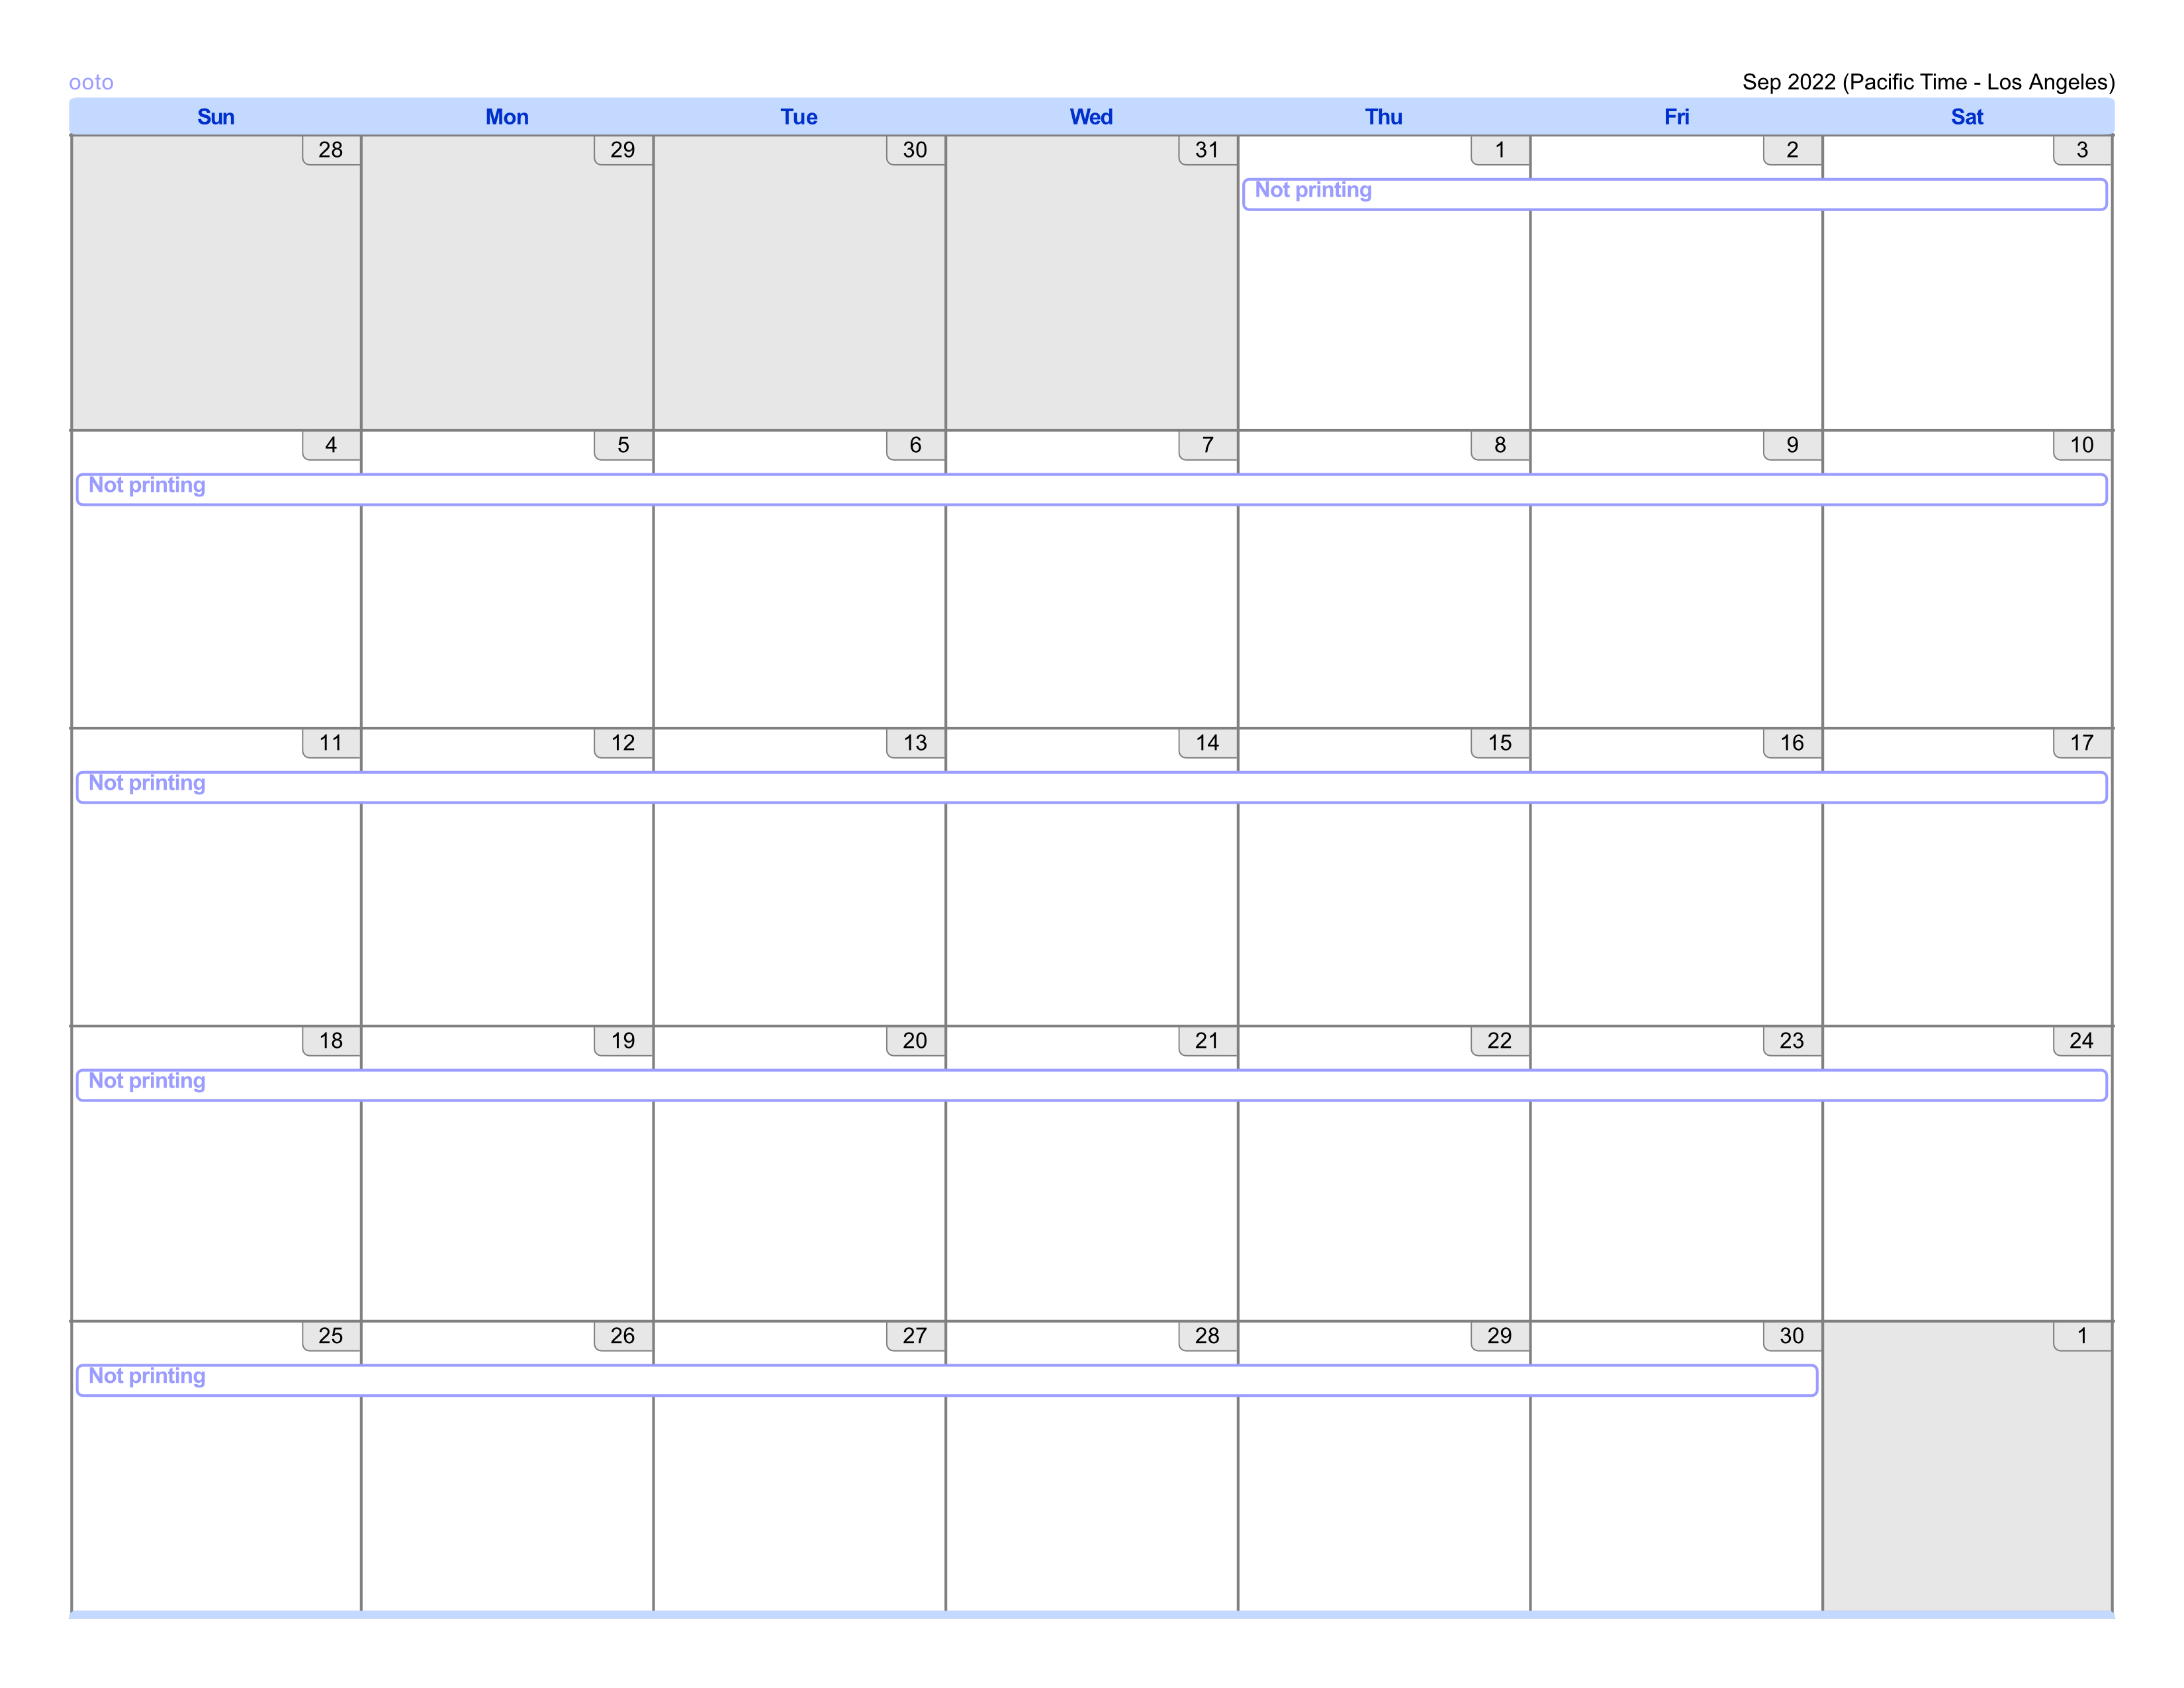 ooto
Sep 2022 (Pacific Time - Los Angeles)
Sun Mon Tue Wed Thu Fri Sat
28 29 30 31 1 2 3
Not printing
4 5 6 7 8 9 10
Not printing
11 12 13 14 15 16 17
Not printing
18 19 20 21 22 23 24
Not printing
25 26 27 28 29 30 1
Not printing